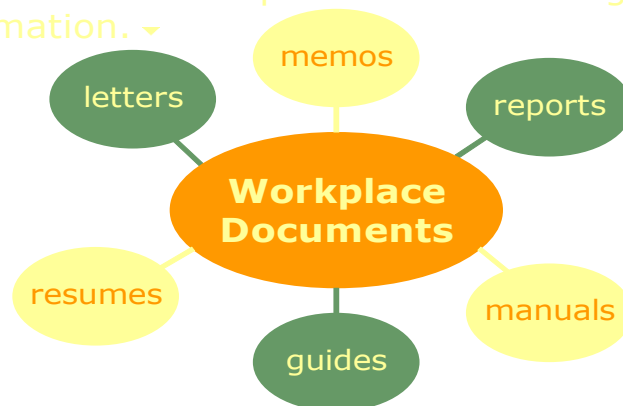 mation.
memos
letters
reports
Workplace
Documents
resumes
manuals
guides